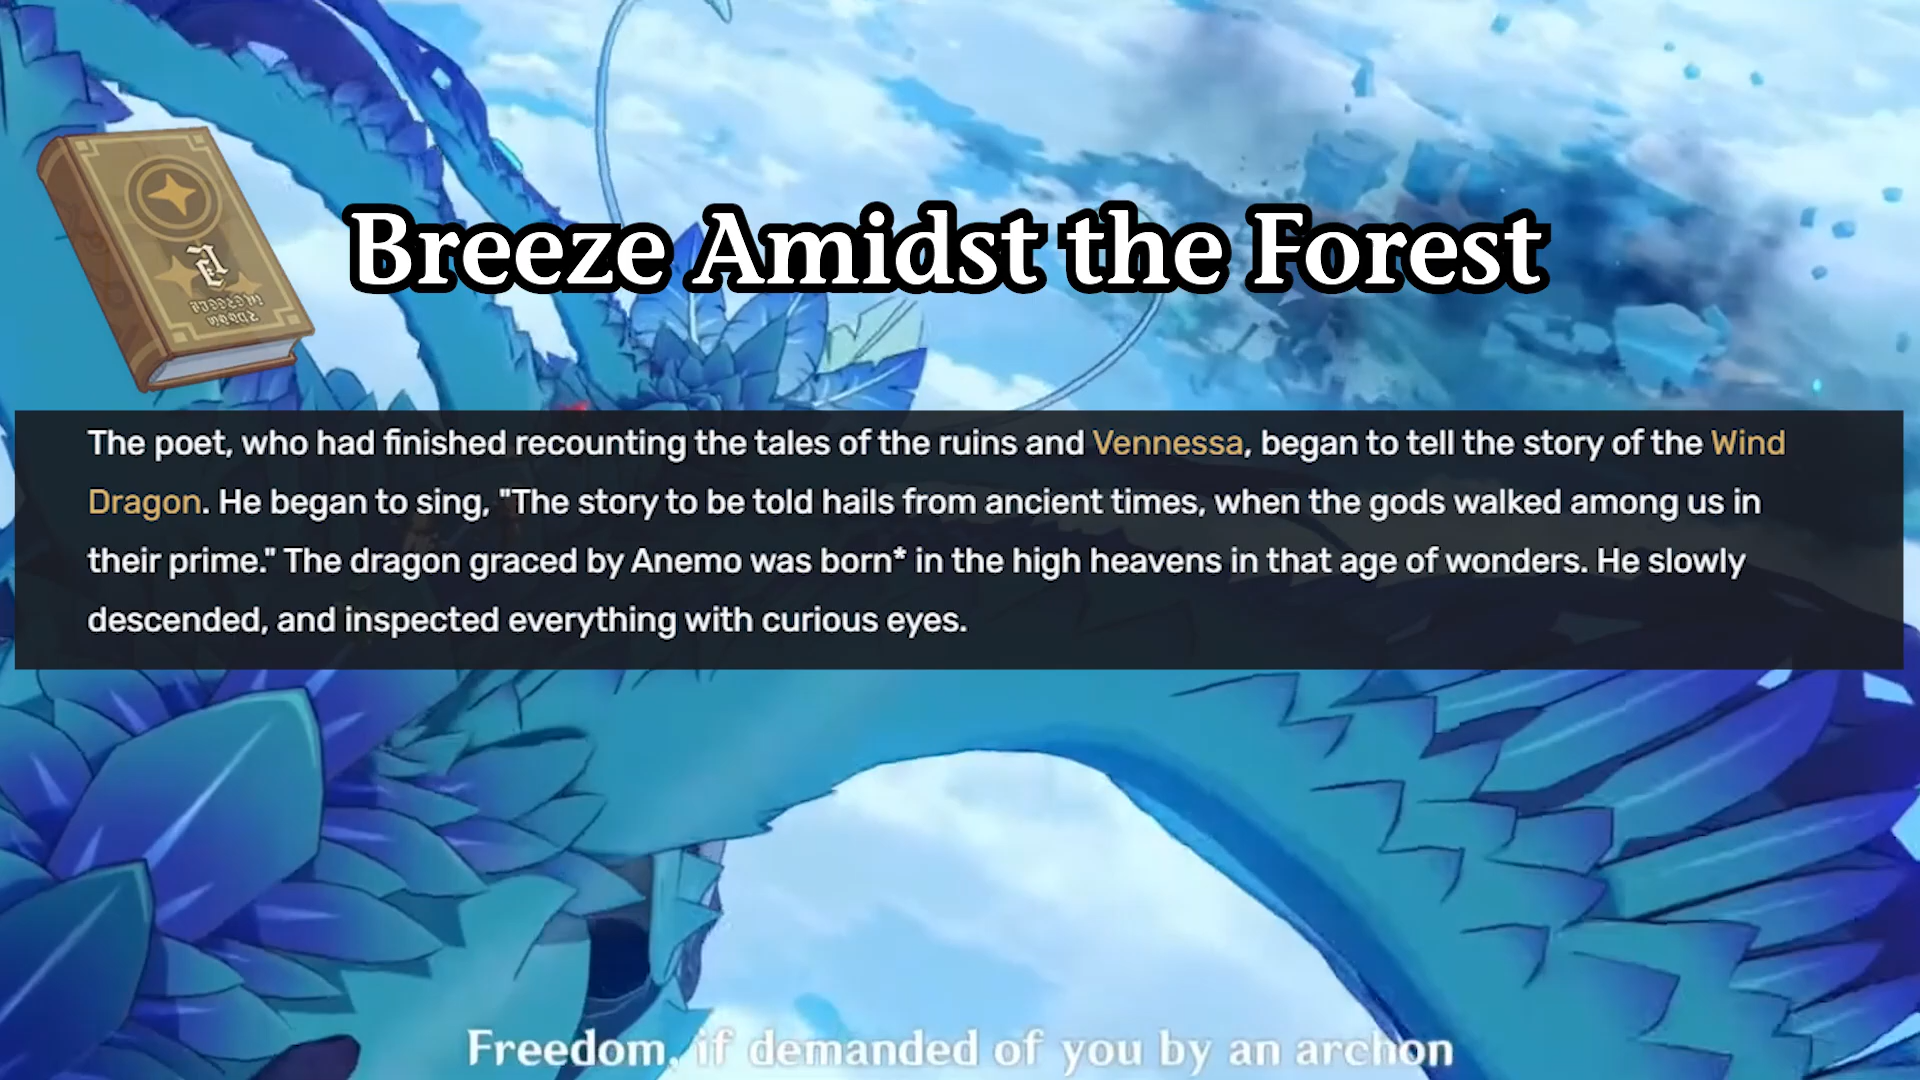 Breeze Amidst the Forest
The poet, who had finished recounting the tales of the ruins and Vennessa, began to tell the story of the Wind
Dragon. He began to sing, "The story to be told hails from ancient times, when the gods walked among us in
their prime." The dragon graced by Anemo was born* in the high heavens in that age of wonders. He slowly
descended, and inspected everything with curious eyes.
Freedom, if demanded of you by an archon